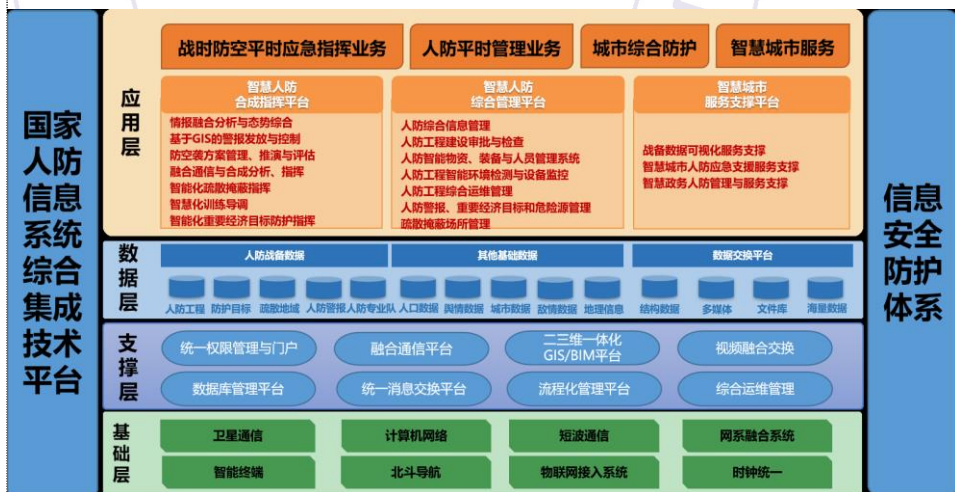 国家
人防
信息
系统
综合
集成
技术
平台
应用层
战时防空平时应急指挥业务
人防平时管理业务
城市综合防护
智慧城市服务
智慧人防
合成指挥平台
情报融合分析与态势综合
基于GIS的警报发放与控制
防空袭方案管理、推演与评估
融合通信与合成分析、指挥
智能化疏散掩蔽指挥
智慧化训练导调
智能化重要经济目标防护指挥
智慧人防
综合管理平台
人防综合信息管理
人防工程建设审批与检查
人防智能物资、装备与人员管理系统
人防工程智能环境检测与设备监控
人防工程综合运维管理
人防警报、重要经济目标和危险源管理
疏散掩蔽场所管理
智慧城市
服务支撑平台
战备数据可视化服务支撑
智慧城市人防应急支援服务支撑
智慧政务人防管理与服务支撑
数据层
人防战备数据
其他基础数据
数据交换平台
人防工程
防护目标
疏散地域
人防警报
人防专业队
人口数据
舆情数据
城市数据
敌情数据
地理信息
结构数据
多媒体
文件库
海量数据
支撑层
统一权限管理与门户
融合通信平台
二三维一体化
GIS/BIM平台
视频融合交换
数据库管理平台
统一消息交换平台
流程化管理平台
综合运维管理
基础层
卫星通信
计算机网络
短波通信
网系融合系统
智能终端
北斗导航
物联网接入系统
时钟统一
信息
安全
防护
体系